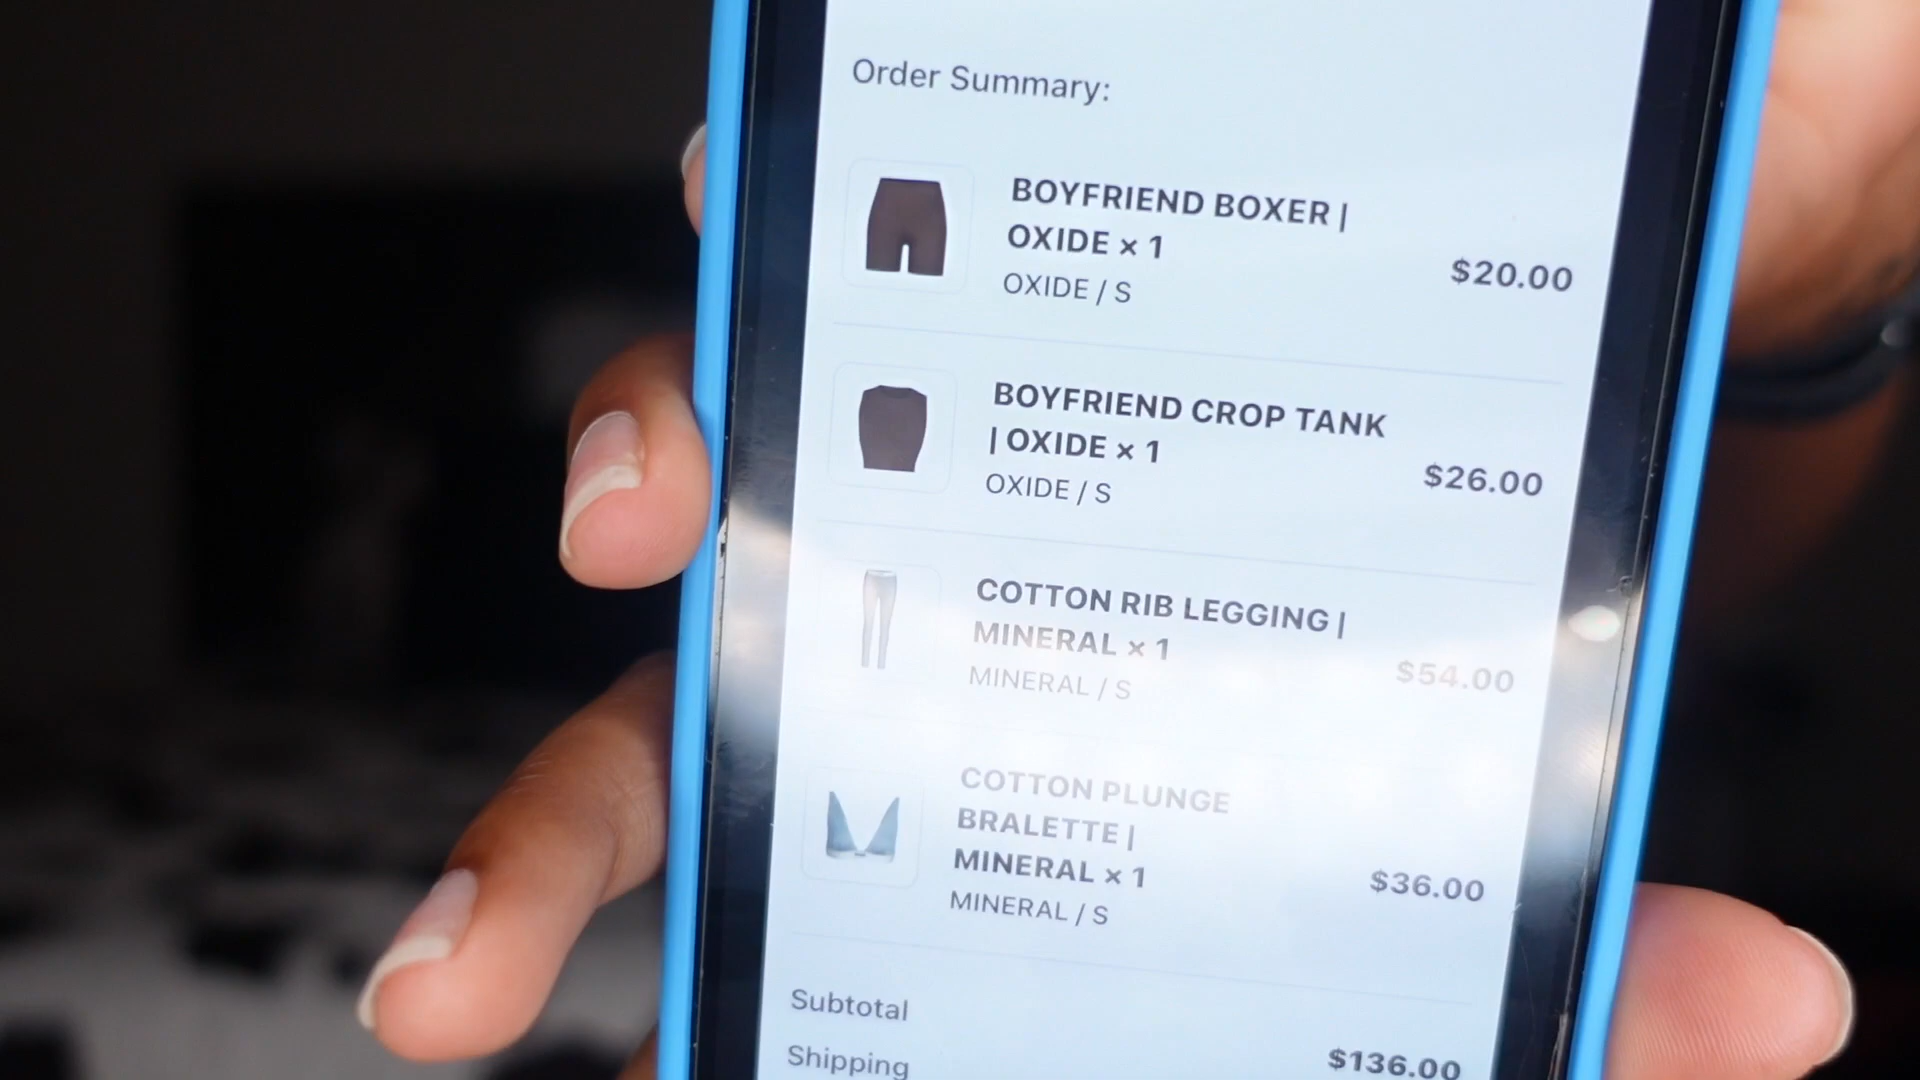 Order Summary:
BOYFRIEND BOXER |
OXIDE × 1
OXIDE / S
$20.00
BOYFRIEND CROP TANK
| OXIDE × 1
OXIDE / S
$26.00
COTTON RIB LEGGING |
MINERAL × 1
MINERAL / S
$54.00
COTTON PLUNGE
BRALETTE |
MINERAL × 1
MINERAL / S
$36.00
Subtotal
$136.00
Shipping